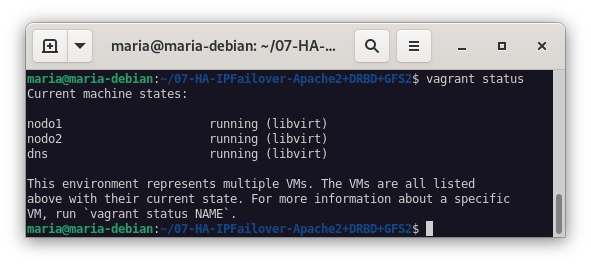 maria@maria-debian: ~/07-HA-...
maria@maria-debian:~/07-HA-IPFailover-Apache2+DRBD+GFS2$ vagrant status
Current machine states:
nodo1                     running (libvirt)
nodo2                     running (libvirt)
dns                       running (libvirt)
This environment represents multiple VMs. The VMs are all listed
above with their current state. For more information about a specific
VM, run `vagrant status NAME`.
maria@maria-debian:~/07-HA-IPFailover-Apache2+DRBD+GFS2$